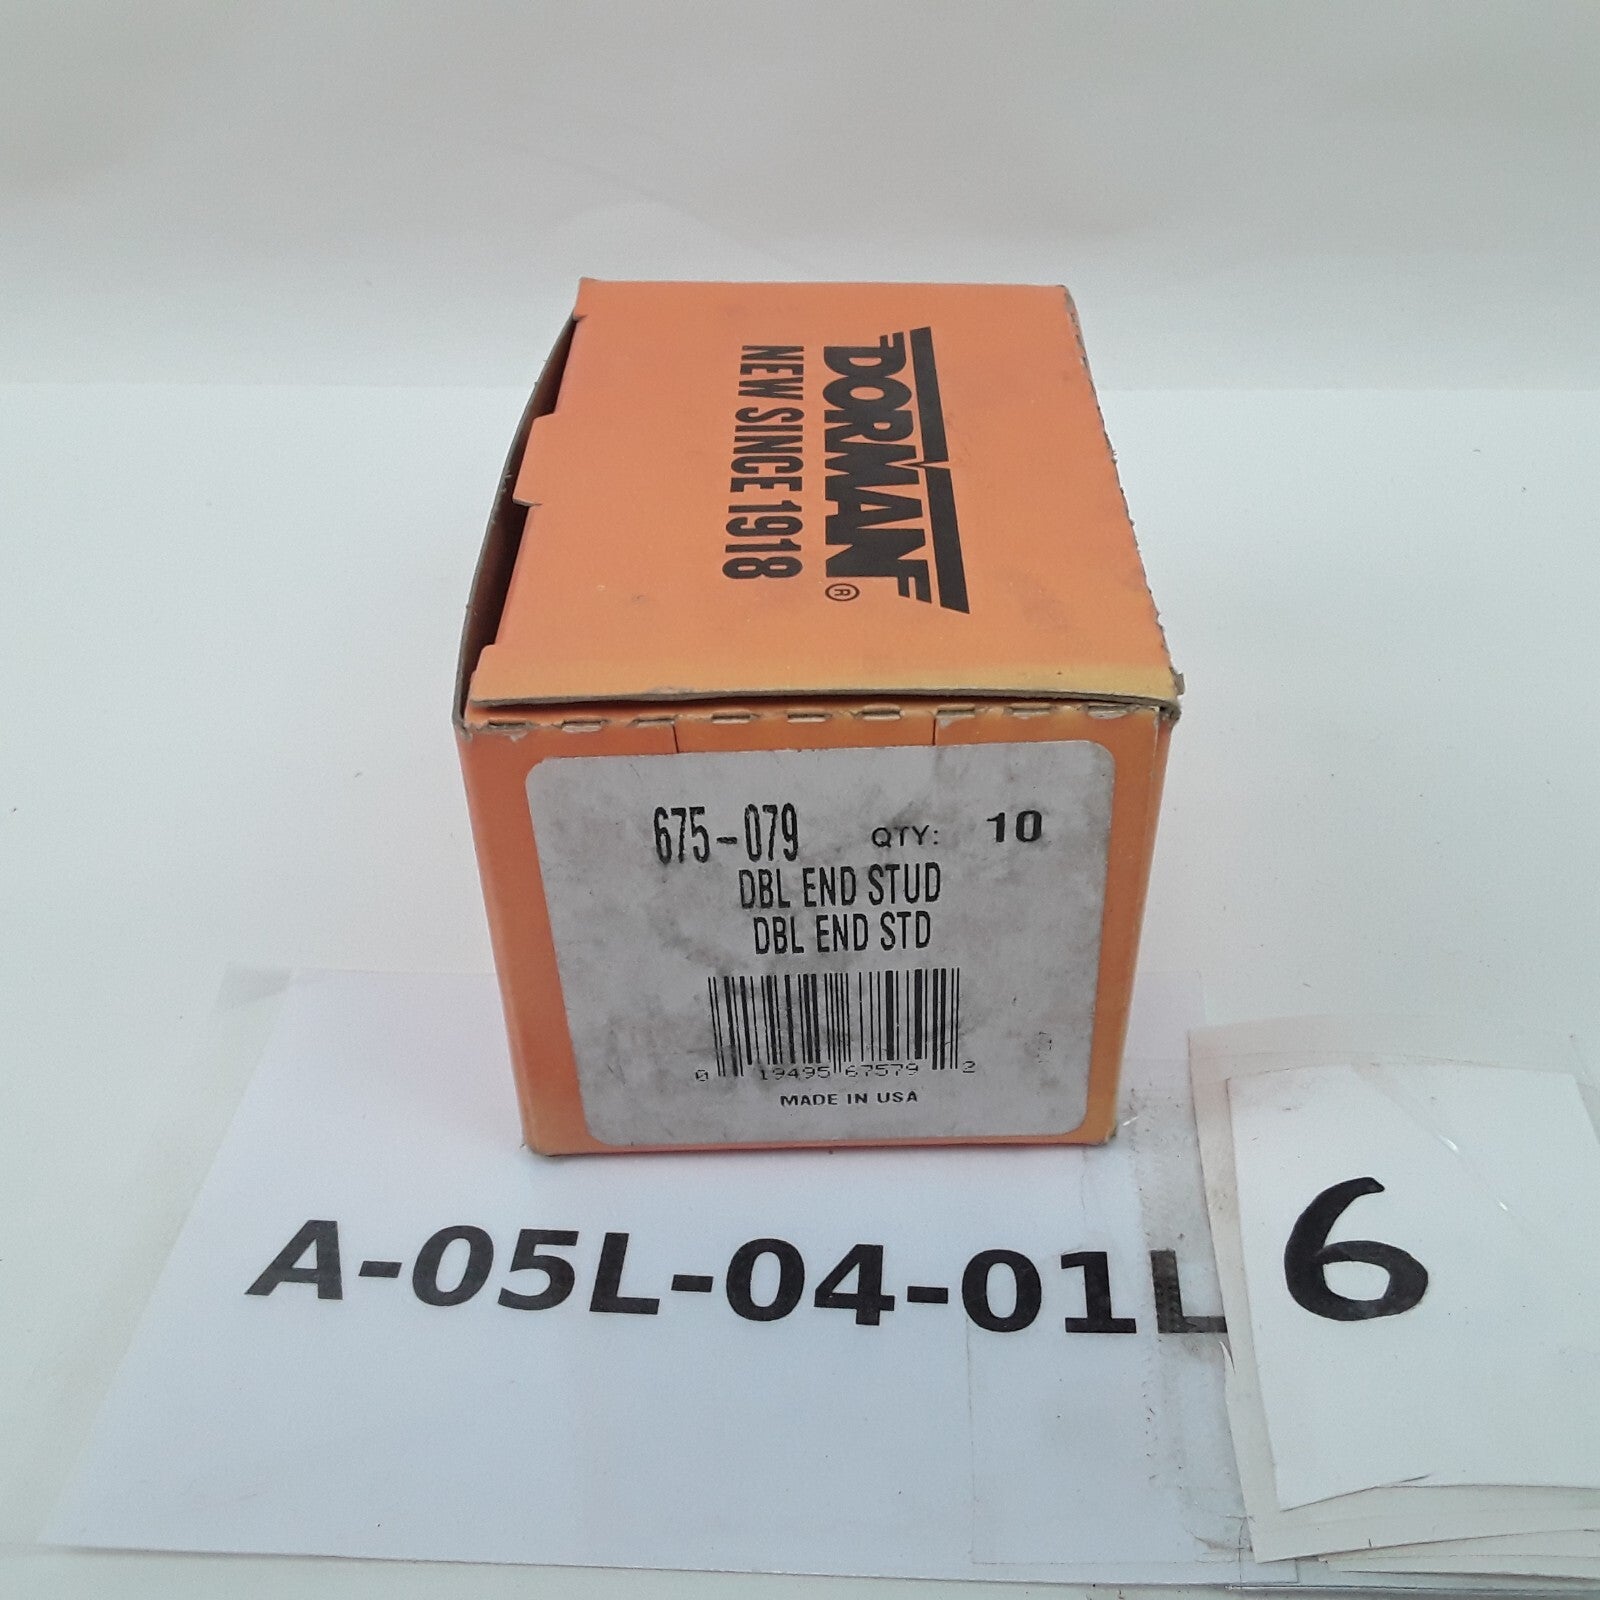 DORMAN®
NEW SINCE 1918
675-079 QTY: 10
DBL END STUD
DBL END STD
0 19495 67579 2
MADE IN USA
A-05L-04-01L
6